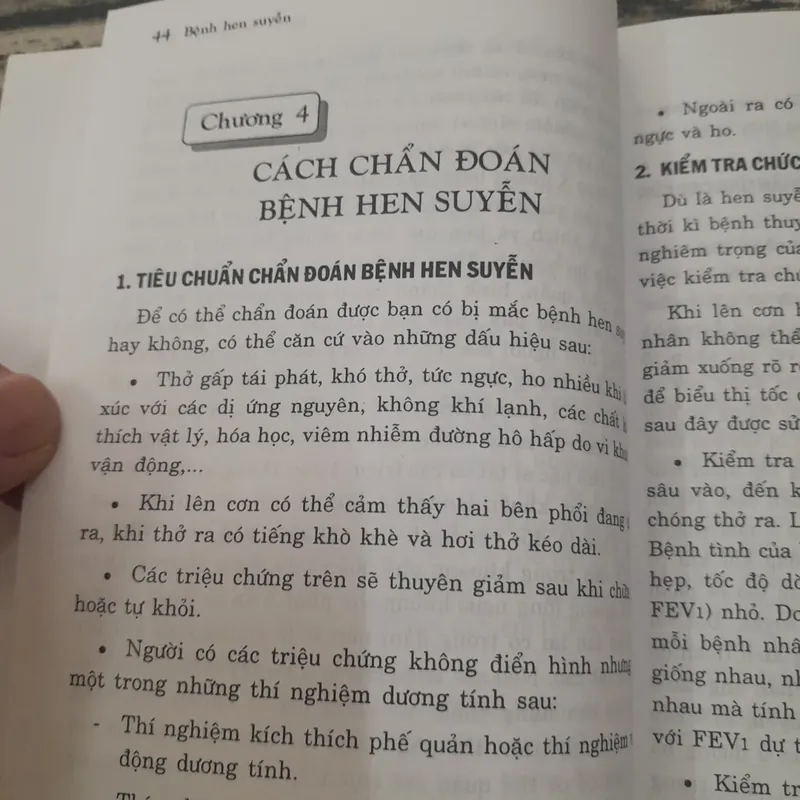 44 Bệnh hen suyễn
Chương 4
CÁCH CHẨN ĐOÁN
BỆNH HEN SUYỄN
1. TIÊU CHUẨN CHẨN ĐOÁN BỆNH HEN SUYỄN
Để có thể chẩn đoán được bạn có bị mắc bệnh hen
hay không, có thể căn cứ vào những dấu hiệu sau:
• Thở gấp tái phát, khó thở, tức ngực, ho nhiều khi
xúc với các dị ứng nguyên, không khí lạnh, các chất
thích vật lý, hóa học, viêm nhiễm đường hô hấp do vi
vận động,...
• Khi lên cơn có thể cảm thấy hai bên phổi đang
ra, khi thở ra có tiếng khò khè và hơi thở kéo dài.
• Các triệu chứng trên sẽ thuyên giảm sau khi chữa
hoặc tự khỏi.
• Người có các triệu chứng không điển hình nhưng
một trong những thí nghiệm dương tính sau:
- Thí nghiệm kích thích phế quản hoặc thí nghiệm
động dương tính.
• Ngoài ra có
ngực và ho.
2. KIỂM TRA CHỨC
Dù là hen suyễ
thời kì bệnh thuy
nghiêm trọng của
việc kiểm tra chứ
Khi lên cơn h
nhân không thể
giảm xuống rõ r
để biểu thị tốc
sau đây được sử
• Kiểm tra
sâu vào, đến k
chóng thở ra. L
Bệnh tình của
hẹp, tốc độ dò
FEV1) nhỏ. Do
mỗi bệnh nhâ
giống nhau, nh
nhau mà tính
với FEV1 dự t
• Kiểm tr